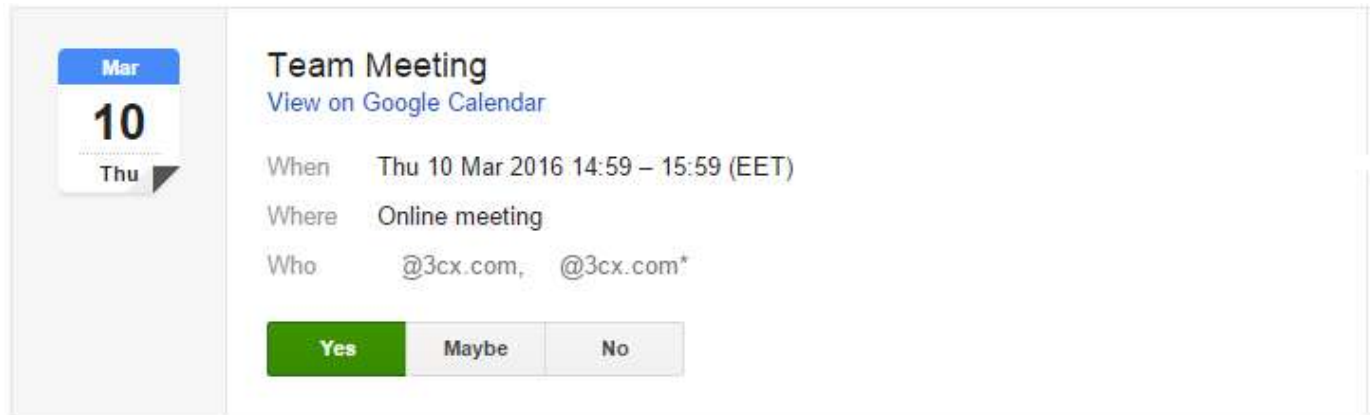 Mar
10
Thu
Team Meeting
View on Google Calendar
When Thu 10 Mar 2016 14:59 – 15:59 (EET)
Where Online meeting
Who @3cx.com, @3cx.com*
Yes Maybe No